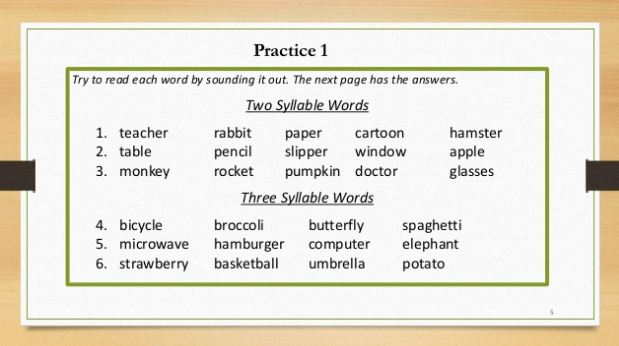 Practice 1
Try to read each word by sounding it out. The next page has the answers.
Two Syllable Words
1. teacher rabbit paper cartoon hamster
2. table pencil slipper window apple
3. monkey rocket pumpkin doctor glasses
Three Syllable Words
4. bicycle broccoli butterfly spaghetti
5. microwave hamburger computer elephant
6. strawberry basketball umbrella potato
5